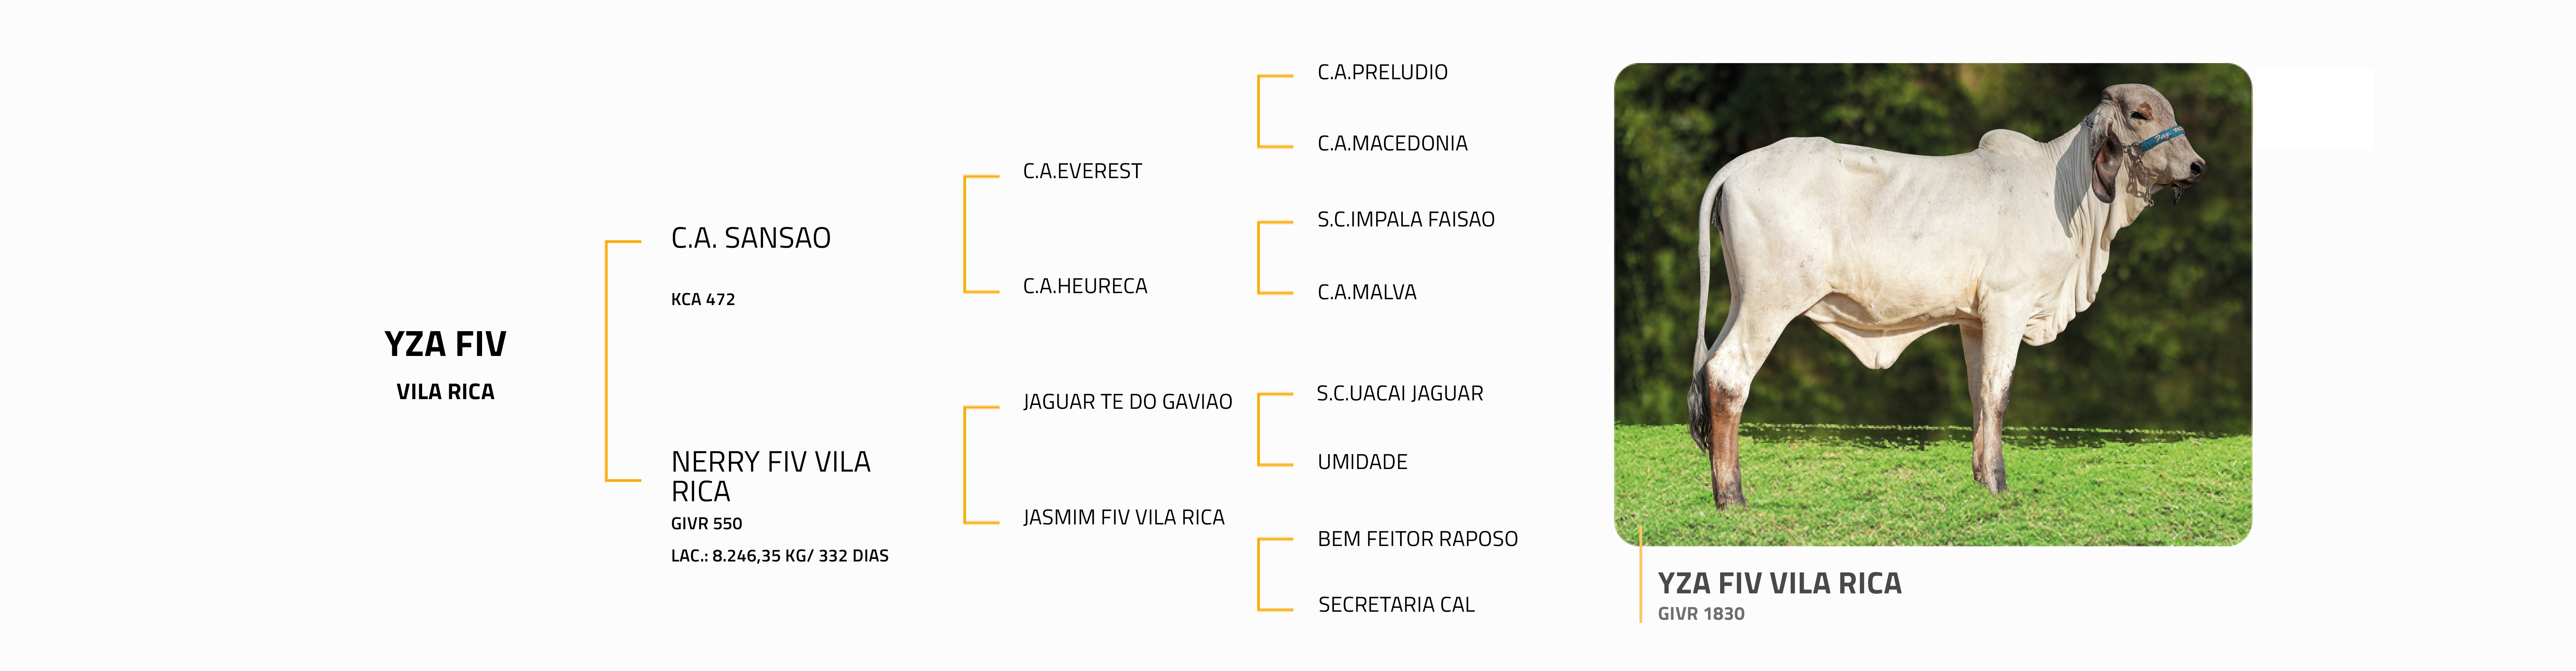 YZA FIV
VILA RICA
C.A. SANSAO
KCA 472
NERRY FIV VILA
RICA
GIVR 550
LAC.: 8.246,35 KG/ 332 DIAS
C.A.EVEREST
C.A.HEURECA
JAGUAR TE DO GAVIAO
JASMIM FIV VILA RICA
C.A.PRELUDIO
C.A.MACEDONIA
S.C.IMPALA FAISAO
C.A.MALVA
S.C.UACAI JAGUAR
UMIDADE
BEM FEITOR RAPOSO
SECRETARIA CAL
YZA FIV VILA RICA
GIVR 1830